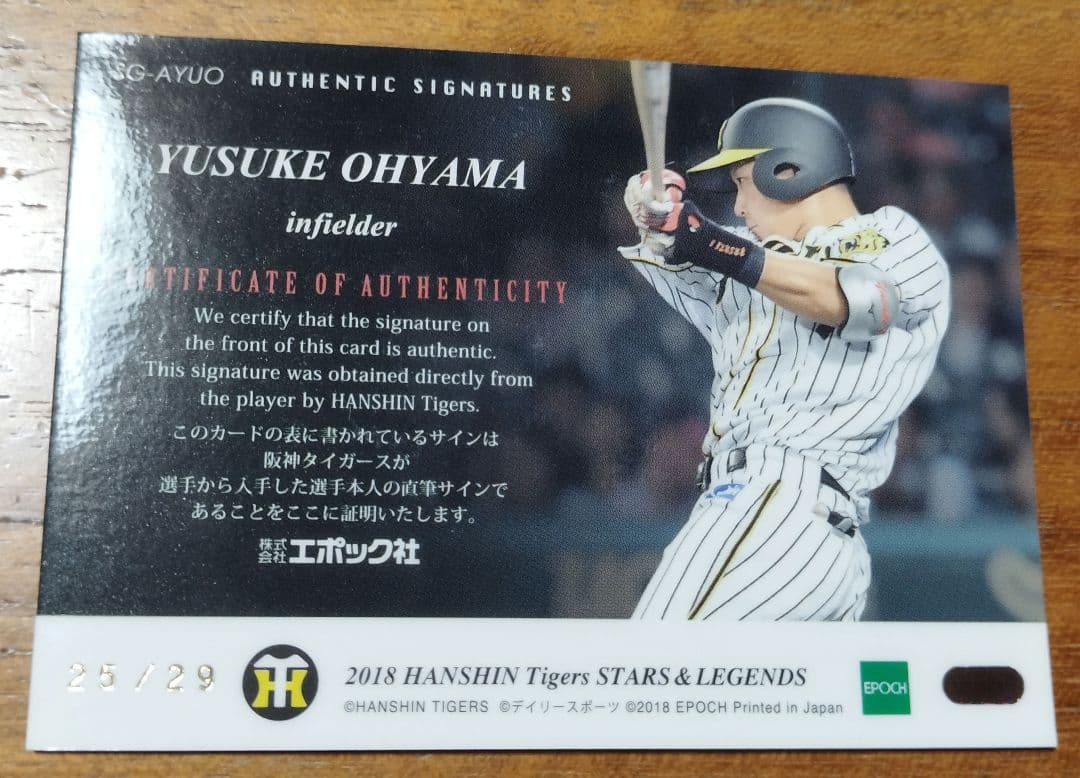 SG-AYUO AUTHENTIC SIGNATURES
YUSUKE OHYAMA
infielder
CERTIFICATE OF AUTHENTICITY
We certify that the signature on
the front of this card is authentic.
This signature was obtained directly from
the player by HANSHIN Tigers.
このカードの表に書かれているサインは
阪神タイガースが
選手から入手した選手本人の直筆サインで
あることをここに証明いたします。
株式会社エポック社
25/29
2018 HANSHIN Tigers STARS & LEGENDS
©HANSHIN TIGERS ©デイリースポーツ ©2018 EPOCH Printed in Japan
EPOCH